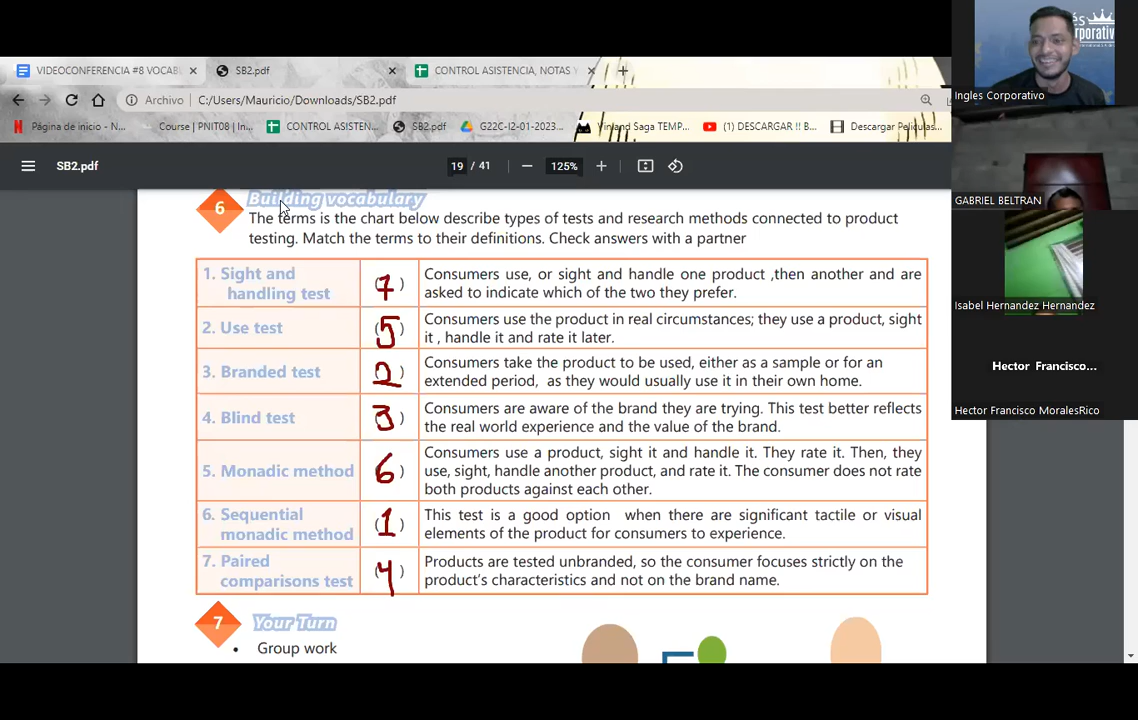 VIDEOCONFERENCIA #8 VOCAB
SB2.pdf
CONTROL ASISTENCIA, NOTAS Y
Archivo
C:/Users/Mauricio/Downloads/SB2.pdf
Página de inicio - N...
Course | PNIT08 | In...
CONTROL ASISTEN...
SB2.pdf
G22C-I2-01-2023...
Vinland Saga TEMP...
(1) DESCARGAR !! B...
Descargar Peliculas...
SB2.pdf
19 / 41
125%
6
Building vocabulary
The terms is the chart below describe types of tests and research methods connected to product
testing. Match the terms to their definitions. Check answers with a partner
1. Sight and
handling test
(7)
Consumers use, or sight and handle one product ,then another and are
asked to indicate which of the two they prefer.
2. Use test
(5)
Consumers use the product in real circumstances; they use a product, sight
it , handle it and rate it later.
3. Branded test
(2)
Consumers take the product to be used, either as a sample or for an
extended period, as they would usually use it in their own home.
4. Blind test
(3)
Consumers are aware of the brand they are trying. This test better reflects
the real world experience and the value of the brand.
5. Monadic method
(6)
Consumers use a product, sight it and handle it. They rate it. Then, they
use, sight, handle another product, and rate it. The consumer does not rate
both products against each other.
6. Sequential
monadic method
(1)
This test is a good option when there are significant tactile or visual
elements of the product for consumers to experience.
7. Paired
comparisons test
(4)
Products are tested unbranded, so the consumer focuses strictly on the
product's characteristics and not on the brand name.
7
Your Turn
• Group work
Ingles Corporativo
GABRIEL BELTRAN
Isabel Hernandez Hernandez
Hector Francisco...
Hector Francisco MoralesRico